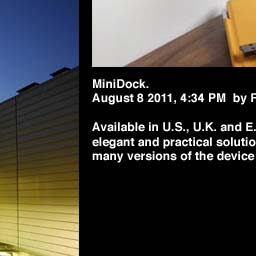 MiniDock.
August 8 2011, 4:34 PM by
Available in U.S., U.K. and E.
elegant and practical solutio
many versions of the device